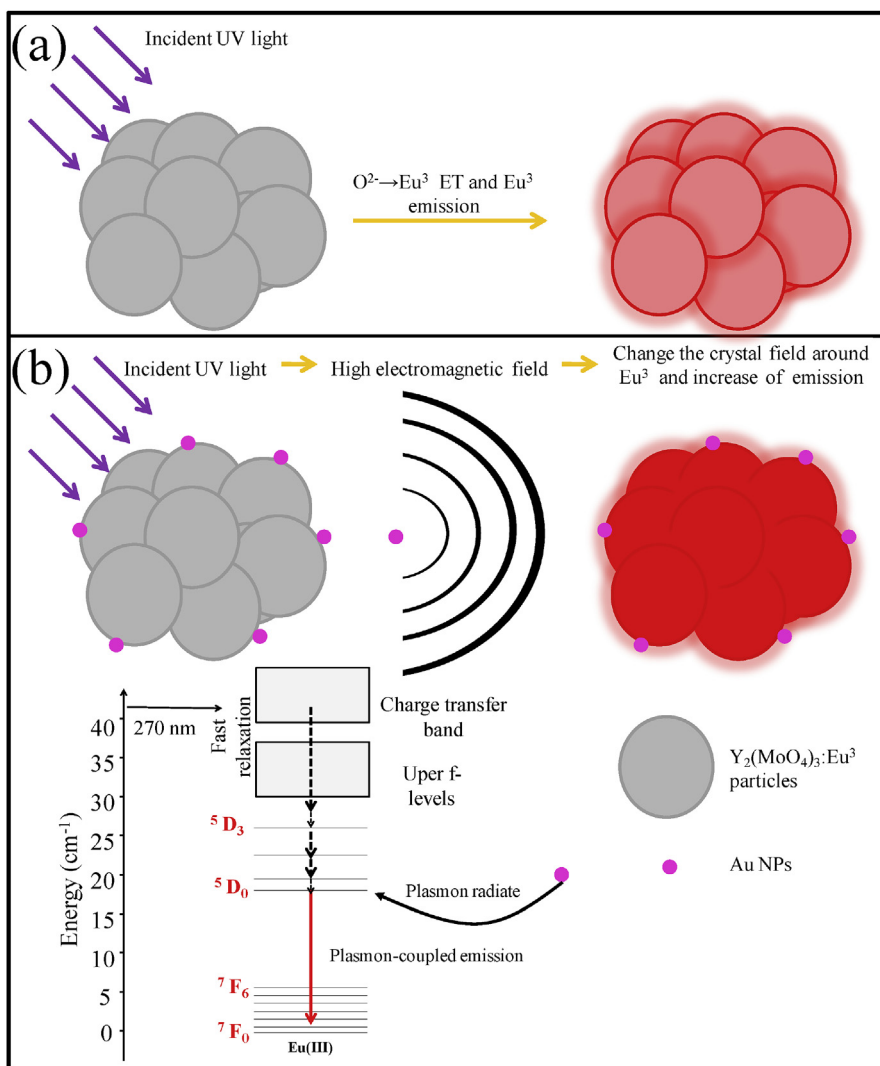 (a)
Incident UV light
O²⁻→Eu³ ET and Eu³
emission
(b)
Incident UV light
High electromagnetic field
Change the crystal field around
Eu³ and increase of emission
Energy (cm⁻¹)
40
35
30
25
20
15
10
5
0
270 nm
Fast
relaxation
Charge transfer
band
Uper f-
levels
⁵D₃
⁵D₀
⁷F₆
⁷F₀
Eu(III)
Plasmon radiate
Plasmon-coupled emission
Y₂(MoO₄)₃:Eu³
particles
Au NPs